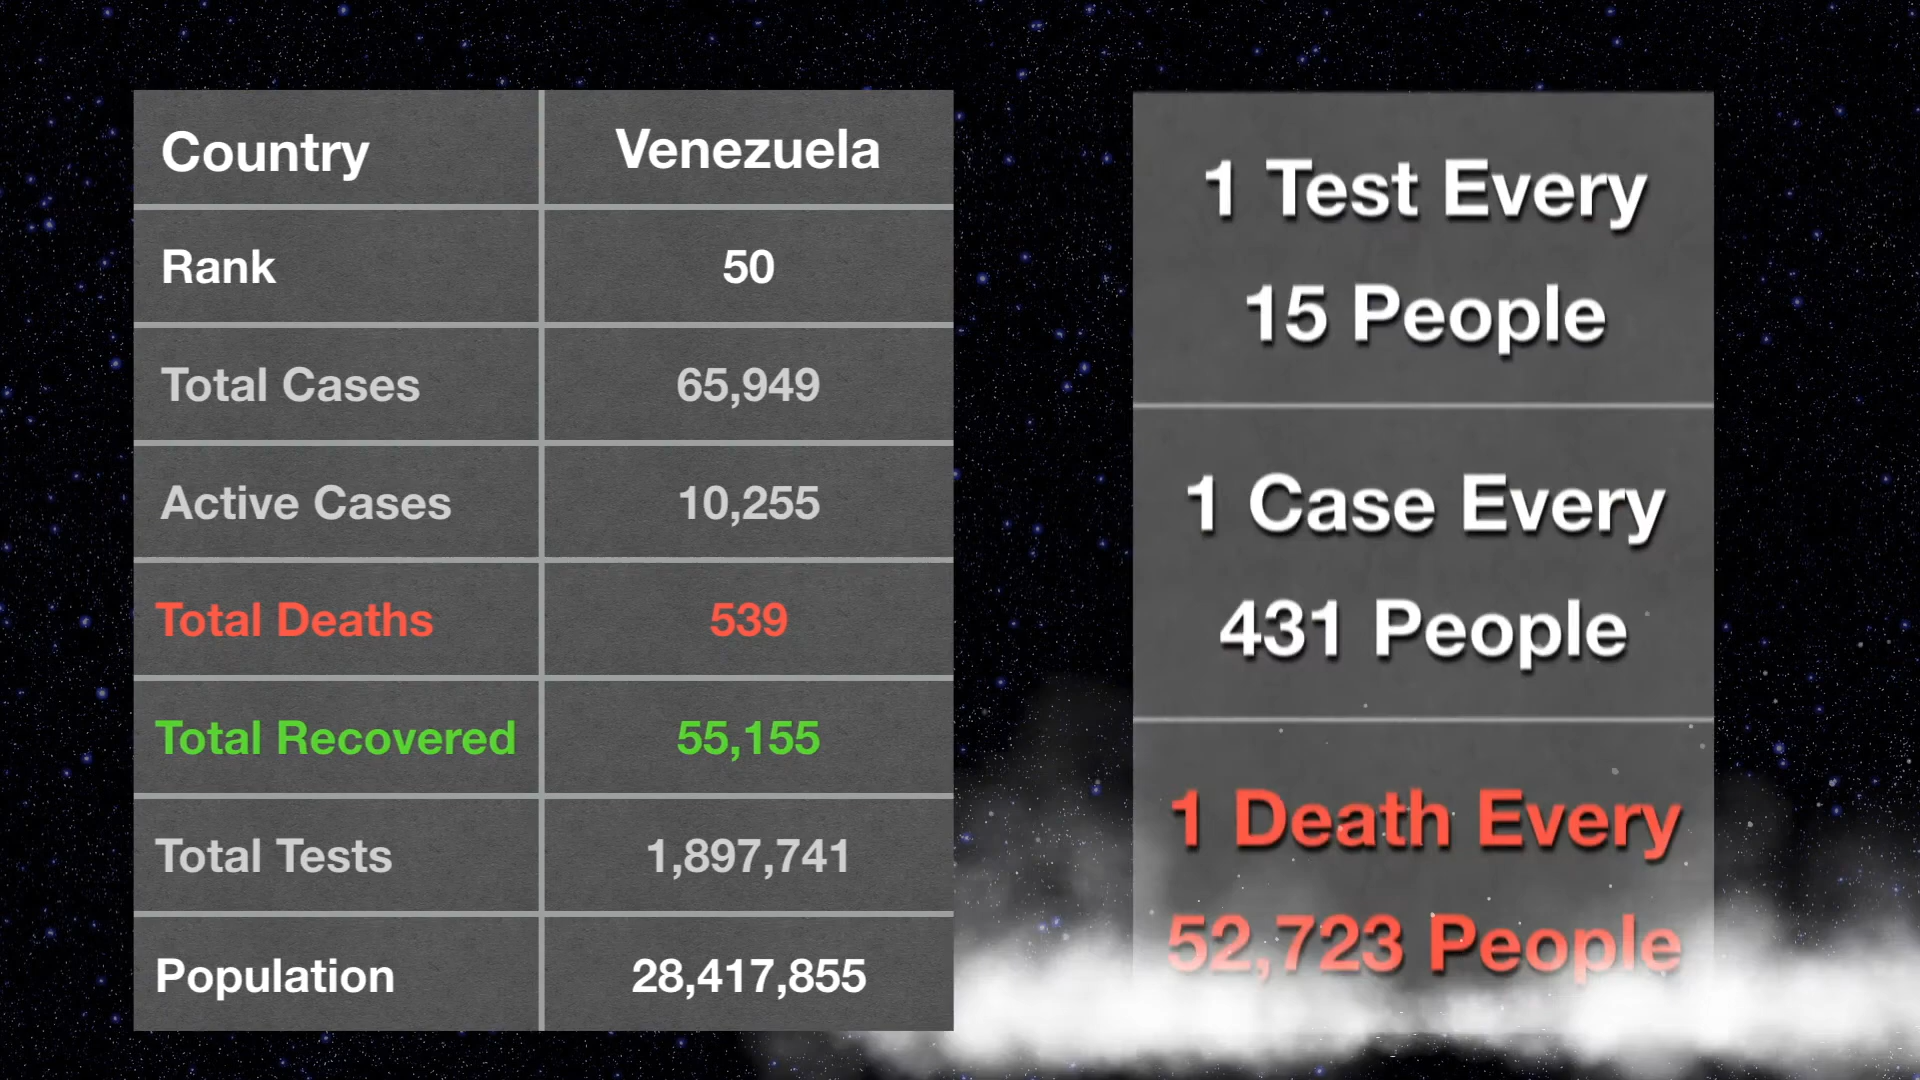 Country Venezuela
Rank 50
Total Cases 65,949
Active Cases 10,255
Total Deaths 539
Total Recovered 55,155
Total Tests 1,897,741
Population 28,417,855
1 Test Every
15 People
1 Case Every
431 People
1 Death Every
52,723 People